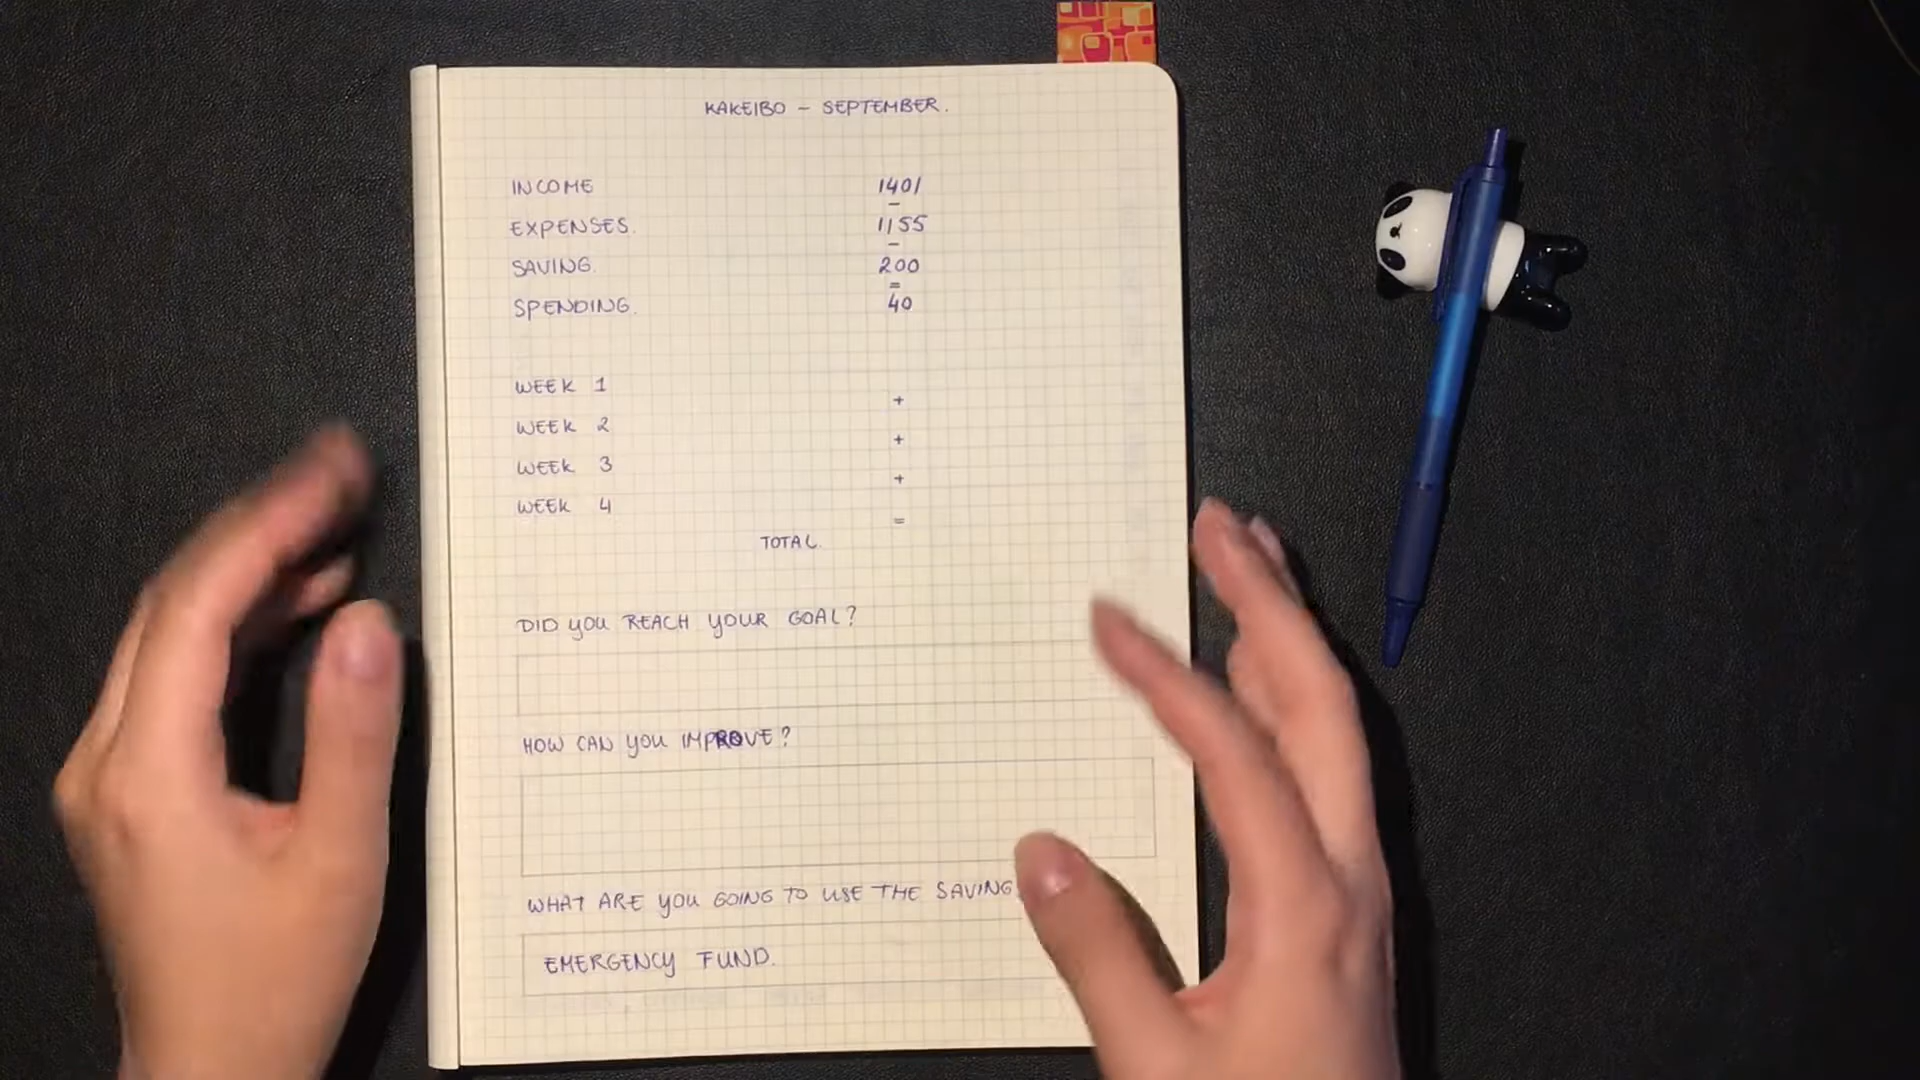 KAKEIBO - SEPTEMBER.
INCOME 1401
-
EXPENSES. 1155
-
SAVING. 200
=
SPENDING. 40
WEEK 1
+
WEEK 2
+
WEEK 3
+
WEEK 4
=
TOTAL.
DID YOU REACH YOUR GOAL?
HOW CAN YOU IMPROVE?
WHAT ARE YOU GOING TO USE THE SAVING
EMERGENCY FUND.